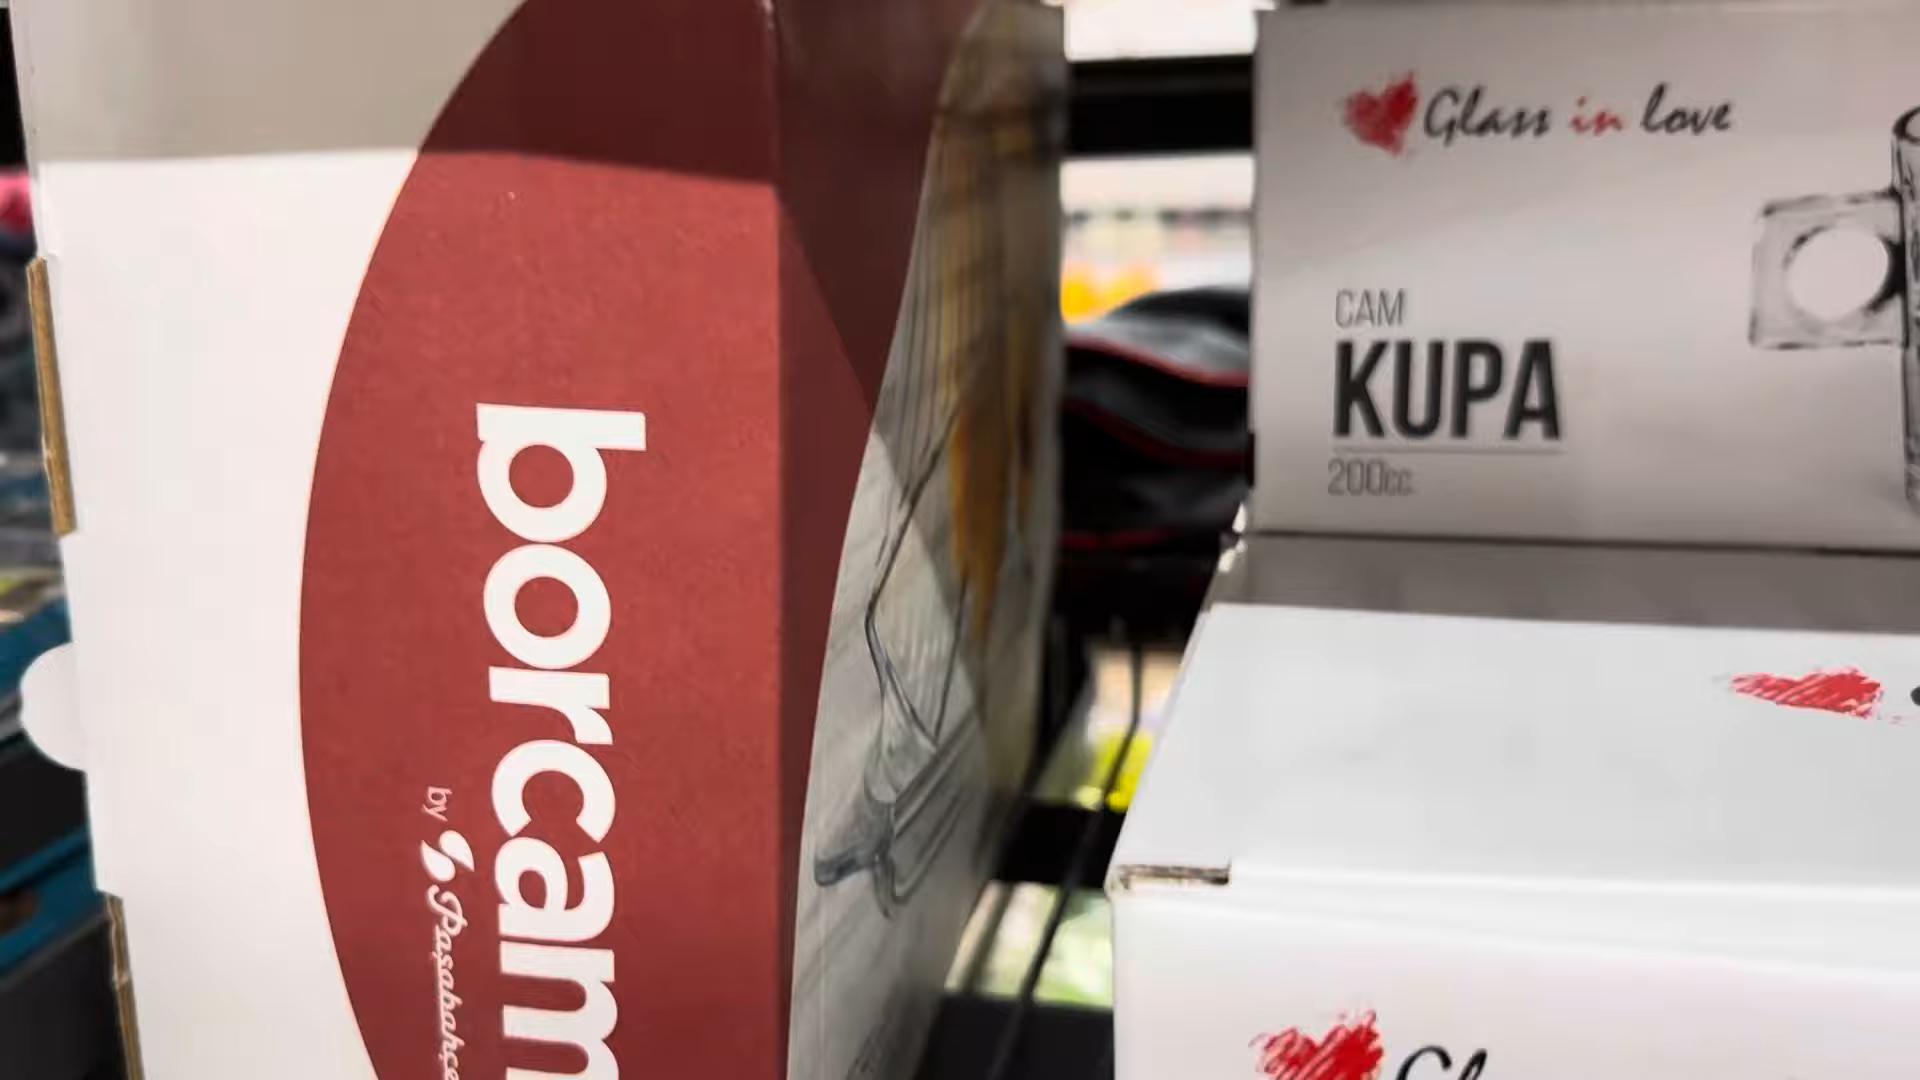 borcam
by Paşabahçe
Glass in love
CAM
KUPA
200cc